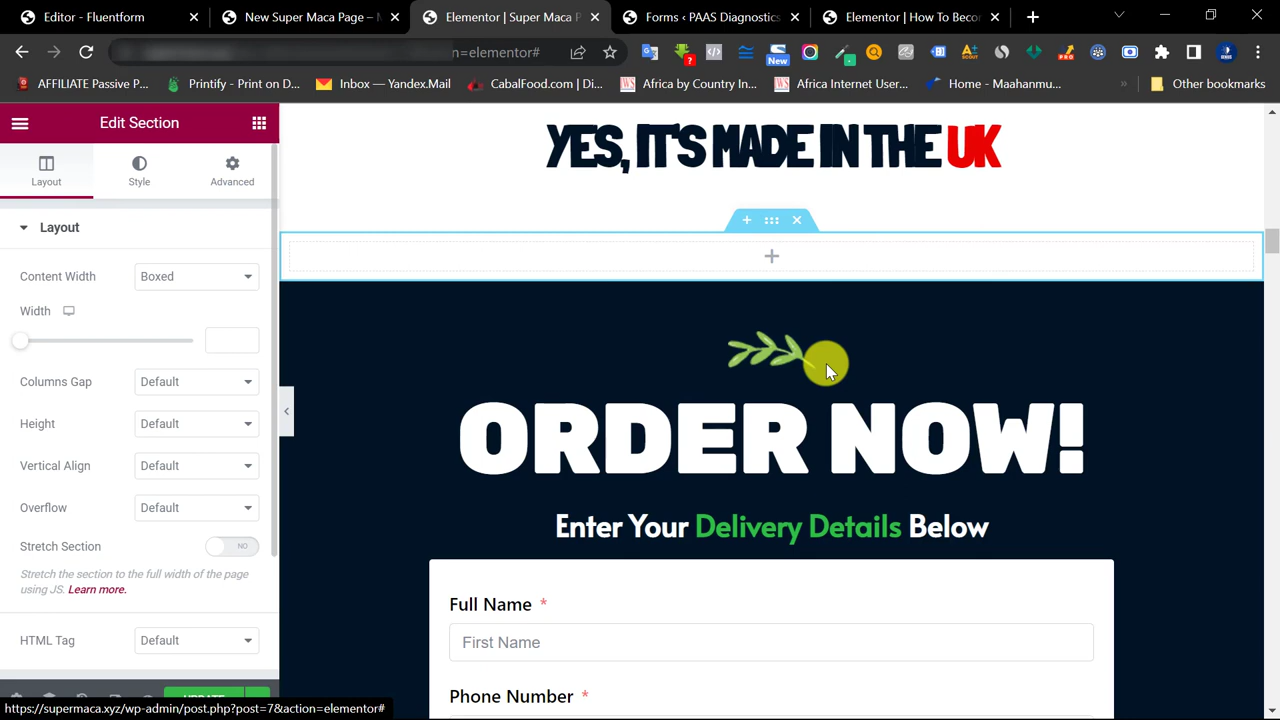 Editor - Fluentform
New Super Maca Page –
Elementor | Super Maca P
Forms ‹ PAAS Diagnostics
Elementor | How To Becor
n=elementor#
New
PRO
AFFILIATE Passive P...
Printify - Print on D...
Inbox — Yandex.Mail
CabalFood.com | Di...
Africa by Country In...
Africa Internet User...
Home - Maahanmu...
»
Other bookmarks
Edit Section
Layout
Style
Advanced
Layout
Content Width
Boxed
Width
Columns Gap
Default
Height
Default
Vertical Align
Default
Overflow
Default
Stretch Section
NO
Stretch the section to the full width of the page
using JS. Learn more.
HTML Tag
Default
UPDATE
https://supermaca.xyz/wp-admin/post.php?post=7&action=elementor#
YES, IT'S MADE IN THE UK
ORDER NOW!
Enter Your Delivery Details Below
Full Name *
First Name
Phone Number *